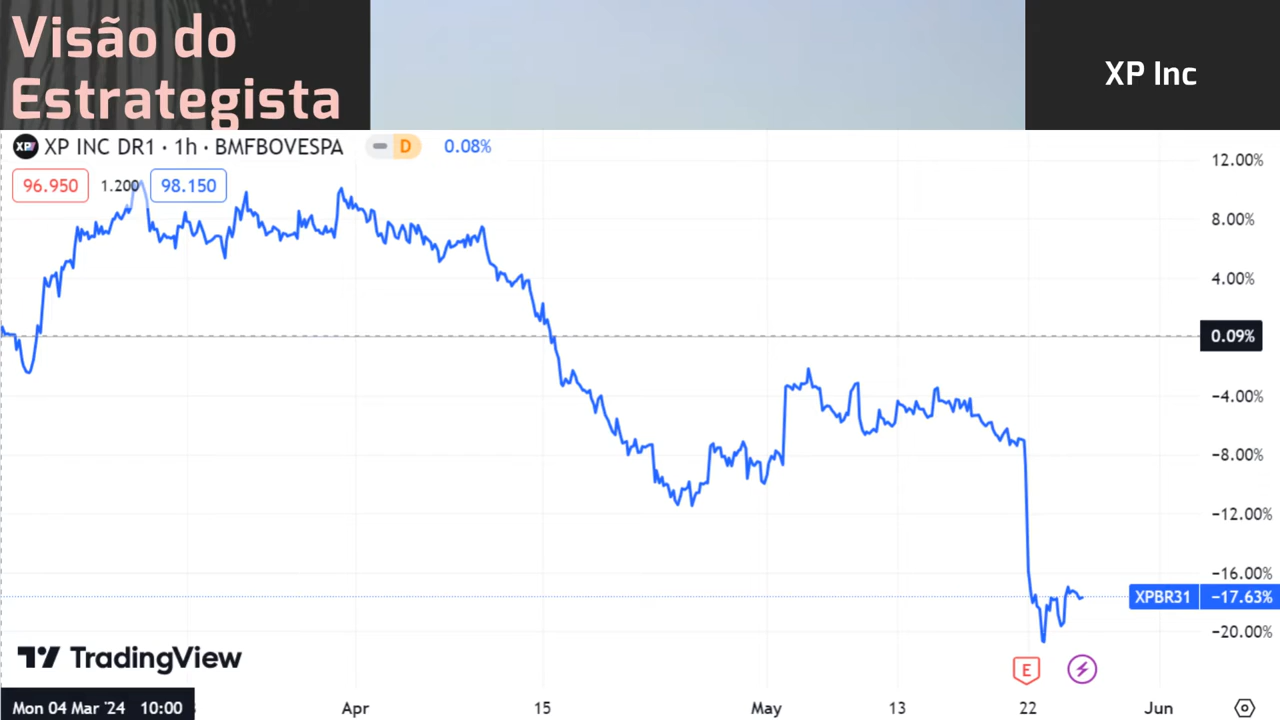 Visão do
Estrategista
XP Inc
XP XP INC DR1 · 1h · BMFBOVESPA D 0.08%
96.950 1.200 98.150
12.00%
8.00%
4.00%
0.09%
−4.00%
−8.00%
−12.00%
−16.00%
XPBR31 −17.63%
−20.00%
TradingView
E
Mon 04 Mar '24 10:00 Apr 15 May 13 22 Jun